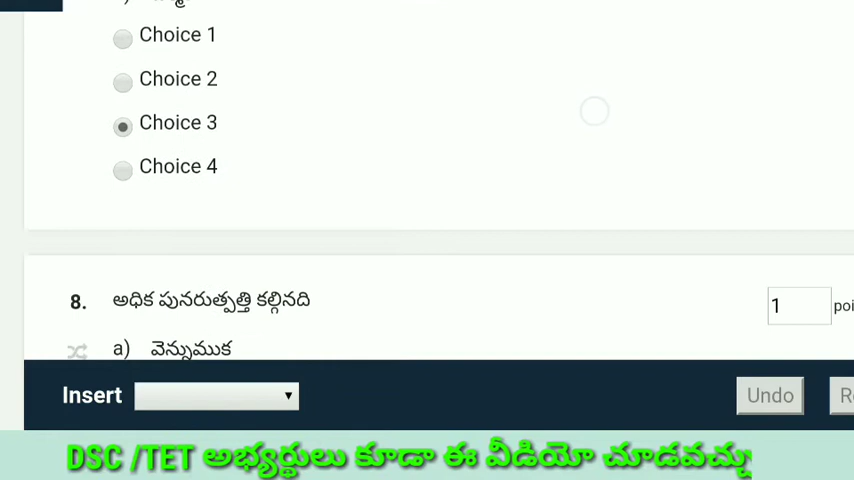 Choice 1
Choice 2
Choice 3
Choice 4
8. అధిక పునరుత్పత్తి కల్గినది
1 poi
a) వెన్నుముక
Insert
Undo R
DSC /TET అభ్యర్థులు కూడా ఈ వీడియో చూడవచ్చు